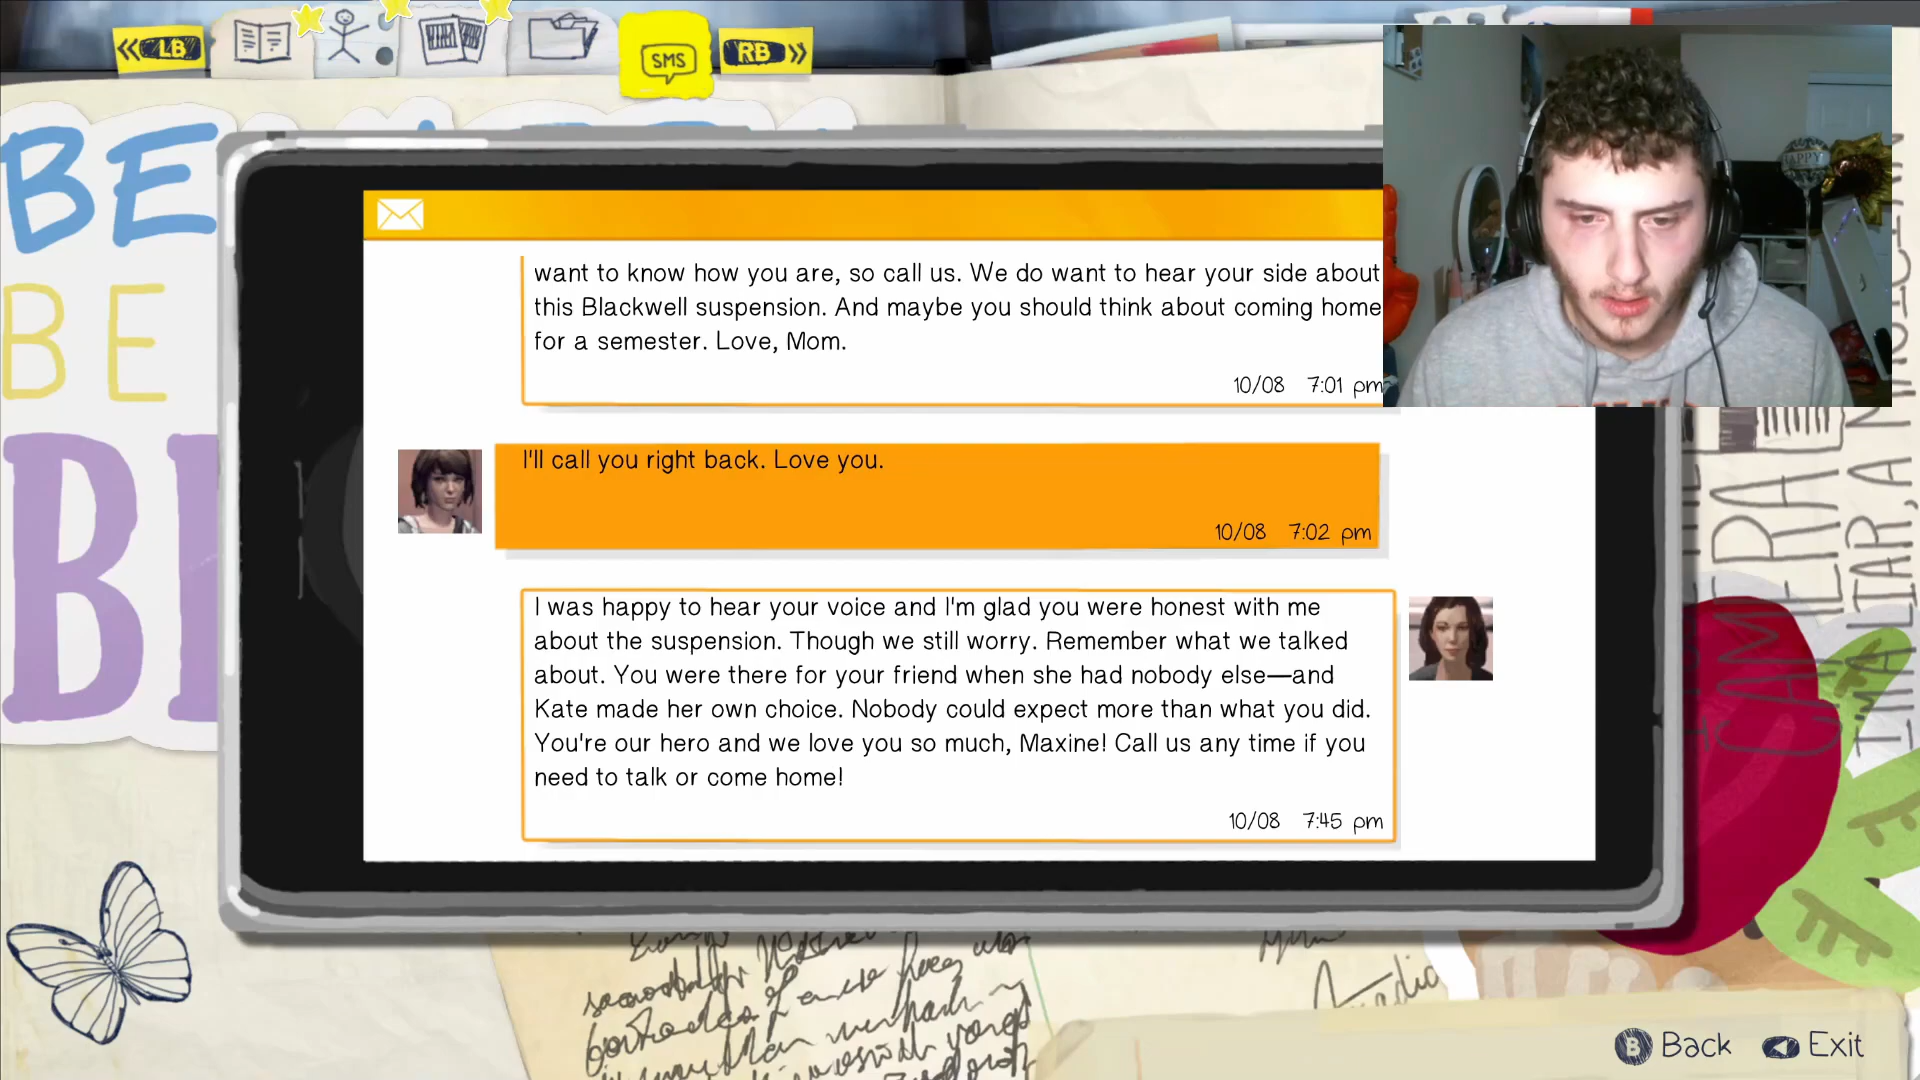 LB
SMS
RB
BE
BE
want to know how you are, so call us. We do want to hear your side about
this Blackwell suspension. And maybe you should think about coming home
for a semester. Love, Mom.
10/08 7:01 pm
HAPPY
I'll call you right back. Love you.
10/08 7:02 pm
I was happy to hear your voice and I'm glad you were honest with me
about the suspension. Though we still worry. Remember what we talked
about. You were there for your friend when she had nobody else—and
Kate made her own choice. Nobody could expect more than what you did.
You're our hero and we love you so much, Maxine! Call us any time if you
need to talk or come home!
10/08 7:45 pm
CAMERA
I'M A LIAR, A
B Back
Exit